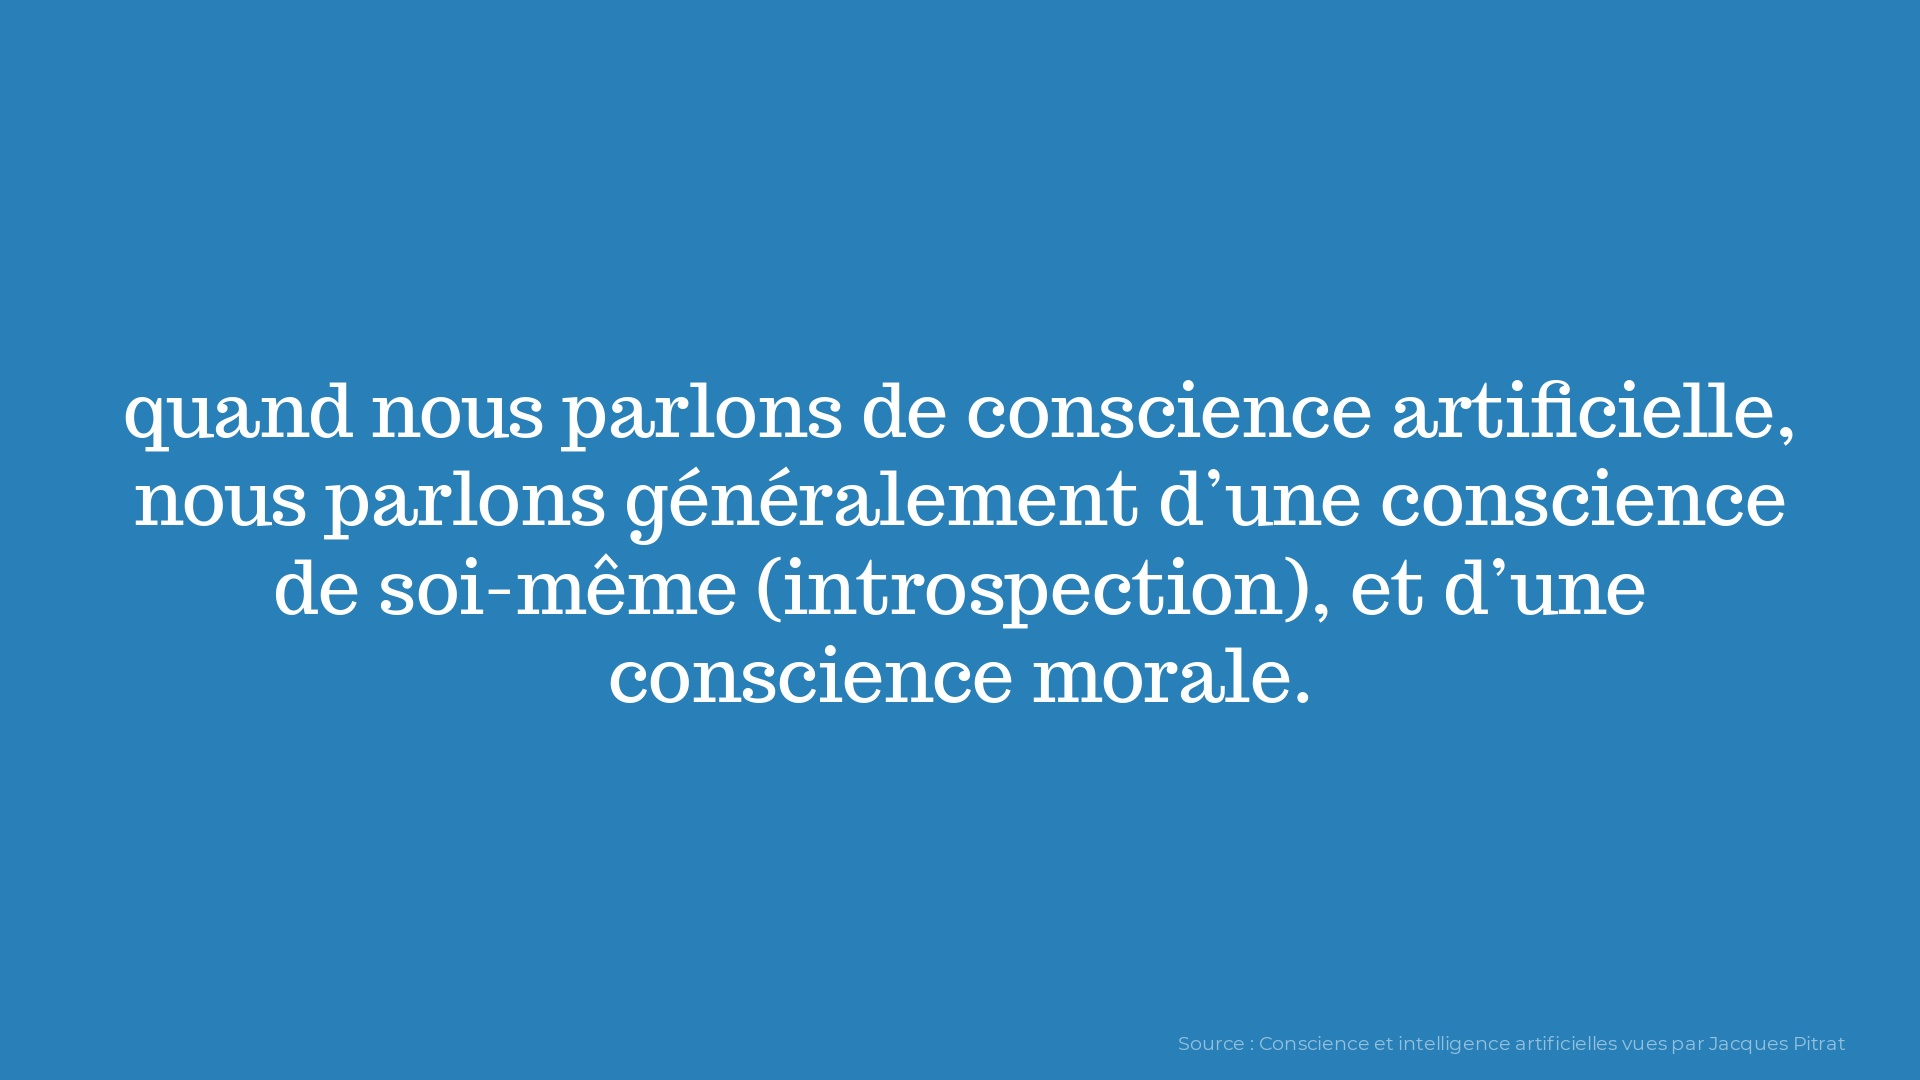 quand nous parlons de conscience artificielle,
nous parlons généralement d’une conscience
de soi-même (introspection), et d’une
conscience morale.
Source : Conscience et intelligence artificielles vues par Jacques Pitrat